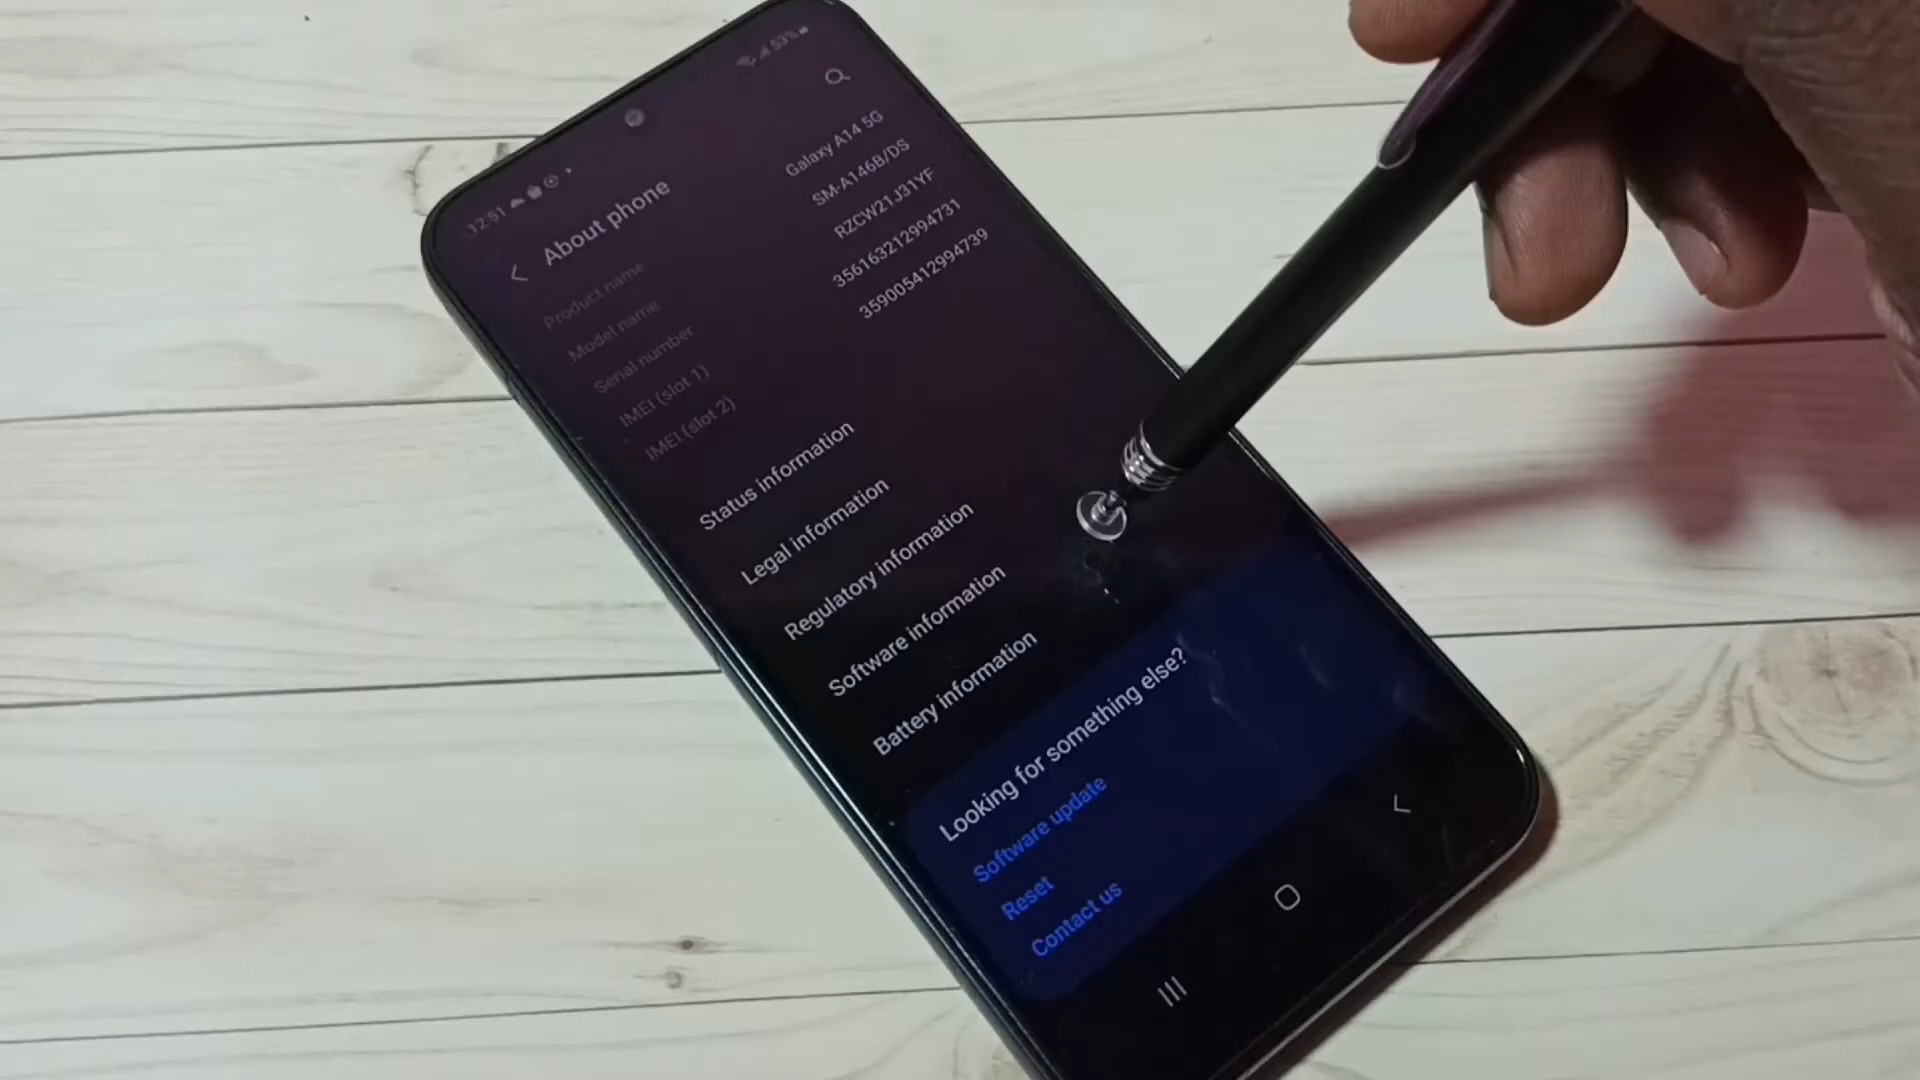 12:51
53%
About phone
Product name Galaxy A14 5G
Model name SM-A146B/DS
Serial number RZCW21J31YF
IMEI (slot 1) 356163212994731
IMEI (slot 2) 359005412994739
Status information
Legal information
Regulatory information
Software information
Battery information
Looking for something else?
Software update
Reset
Contact us